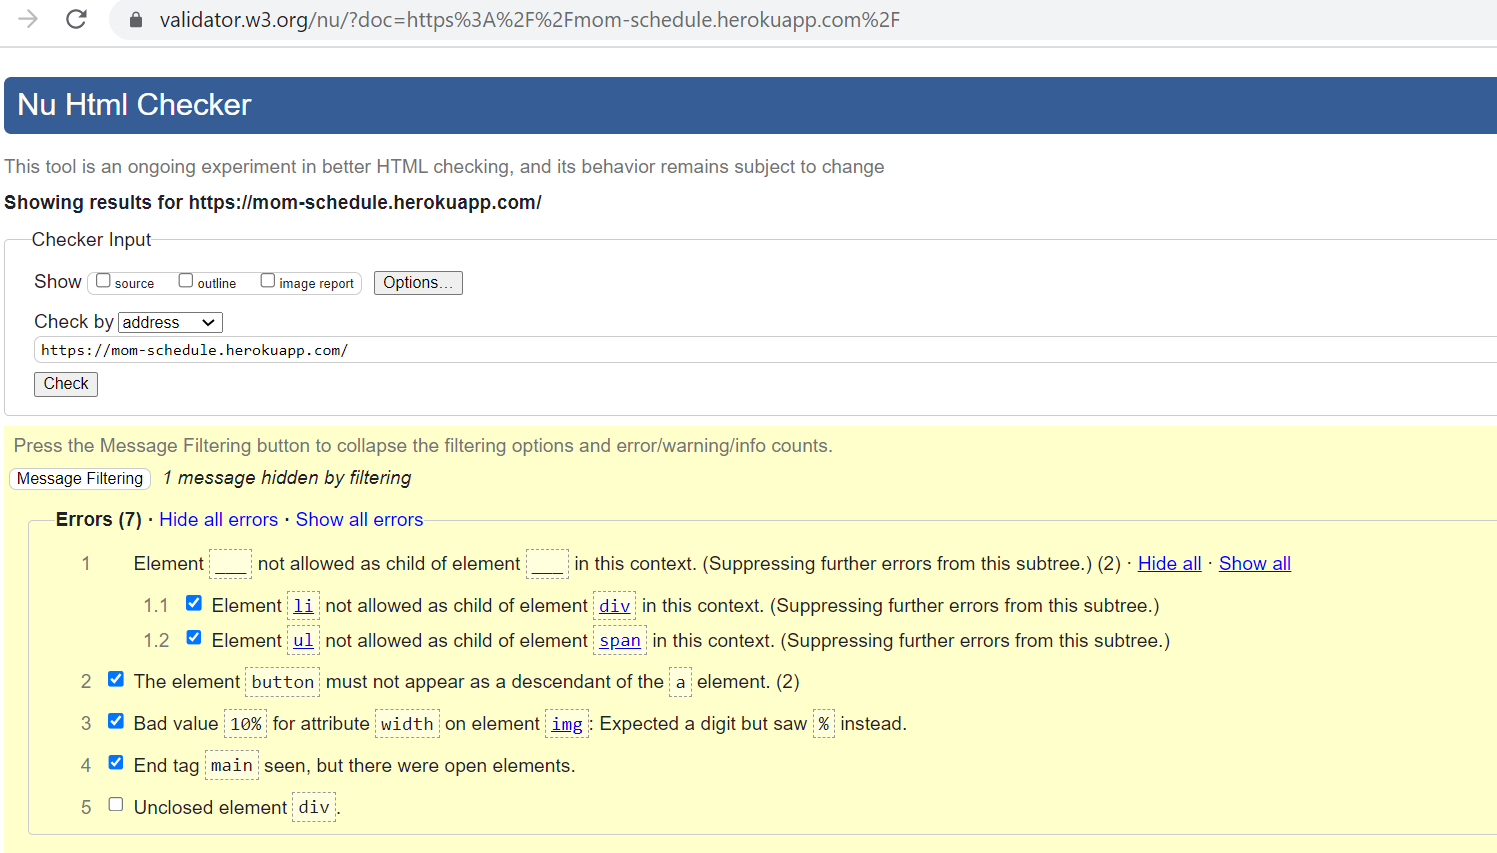 validator.w3.org/nu/?doc=https%3A%2F%2Fmom-schedule.herokuapp.com%2F
Nu Html Checker
This tool is an ongoing experiment in better HTML checking, and its behavior remains subject to change
Showing results for https://mom-schedule.herokuapp.com/
Checker Input
Show source outline image report Options...
Check by address
https://mom-schedule.herokuapp.com/
Check
Press the Message Filtering button to collapse the filtering options and error/warning/info counts.
Message Filtering 1 message hidden by filtering
Errors (7) · Hide all errors · Show all errors
1 Element ___ not allowed as child of element ___ in this context. (Suppressing further errors from this subtree.) (2) · Hide all · Show all
1.1 Element li not allowed as child of element div in this context. (Suppressing further errors from this subtree.)
1.2 Element ul not allowed as child of element span in this context. (Suppressing further errors from this subtree.)
2 The element button must not appear as a descendant of the a element. (2)
3 Bad value 10% for attribute width on element img: Expected a digit but saw % instead.
4 End tag main seen, but there were open elements.
5 Unclosed element div.